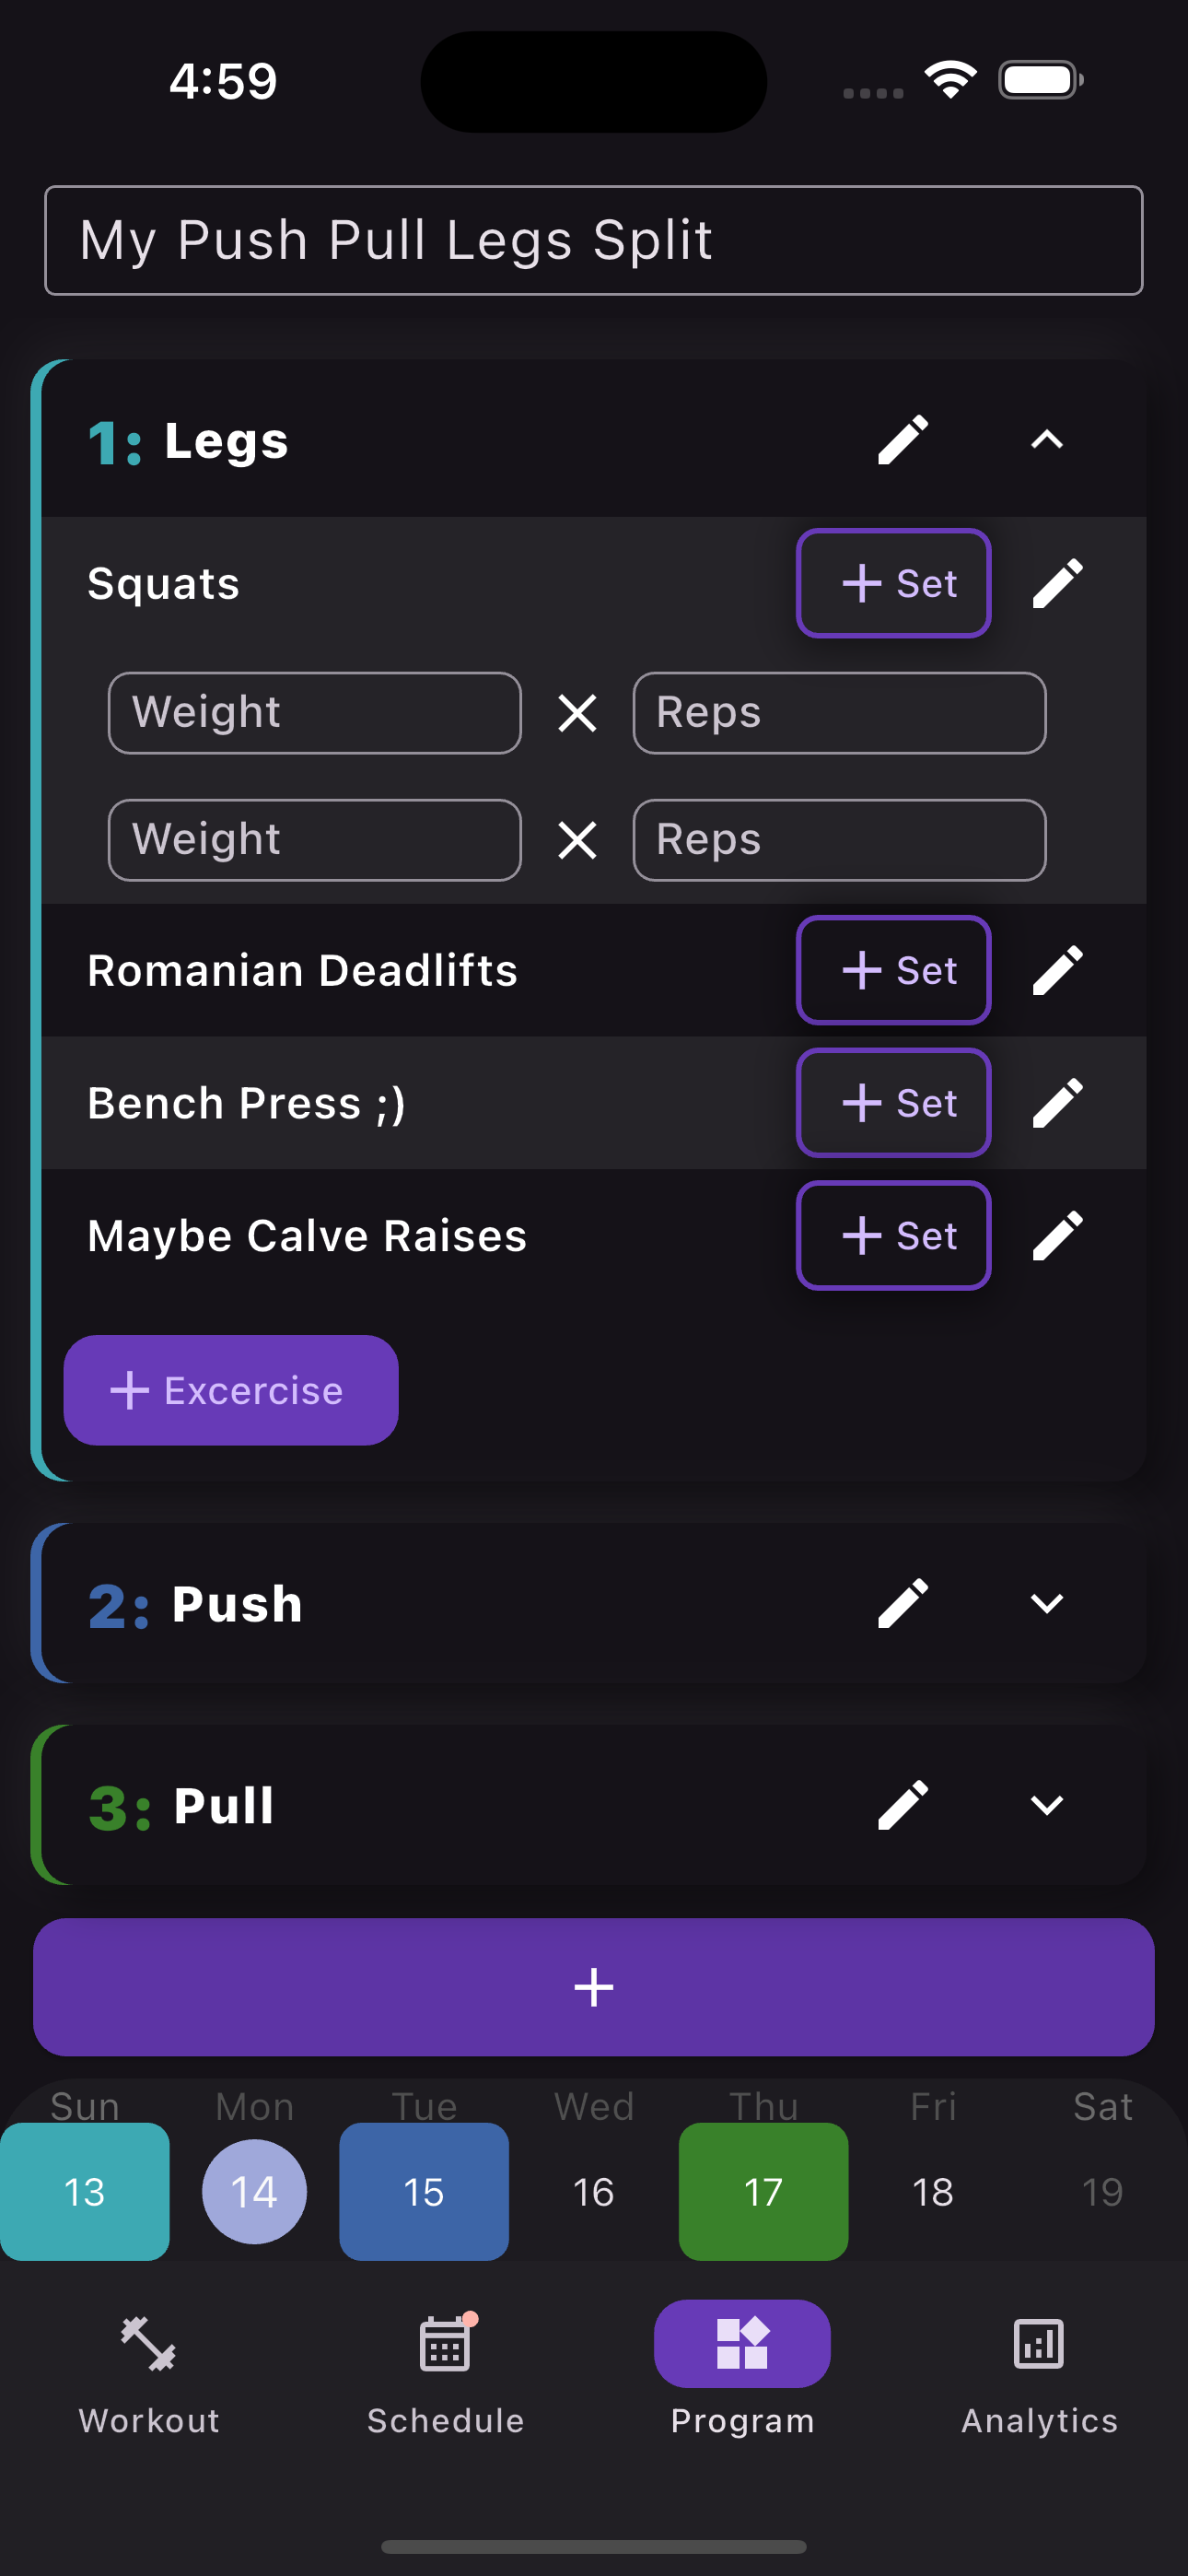 4:59
My Push Pull Legs Split
1: Legs
Squats + Set
Weight × Reps
Weight × Reps
Romanian Deadlifts + Set
Bench Press ;) + Set
Maybe Calve Raises + Set
+ Excercise
2: Push
3: Pull
+
Sun Mon Tue Wed Thu Fri Sat
13 14 15 16 17 18 19
Workout Schedule Program Analytics